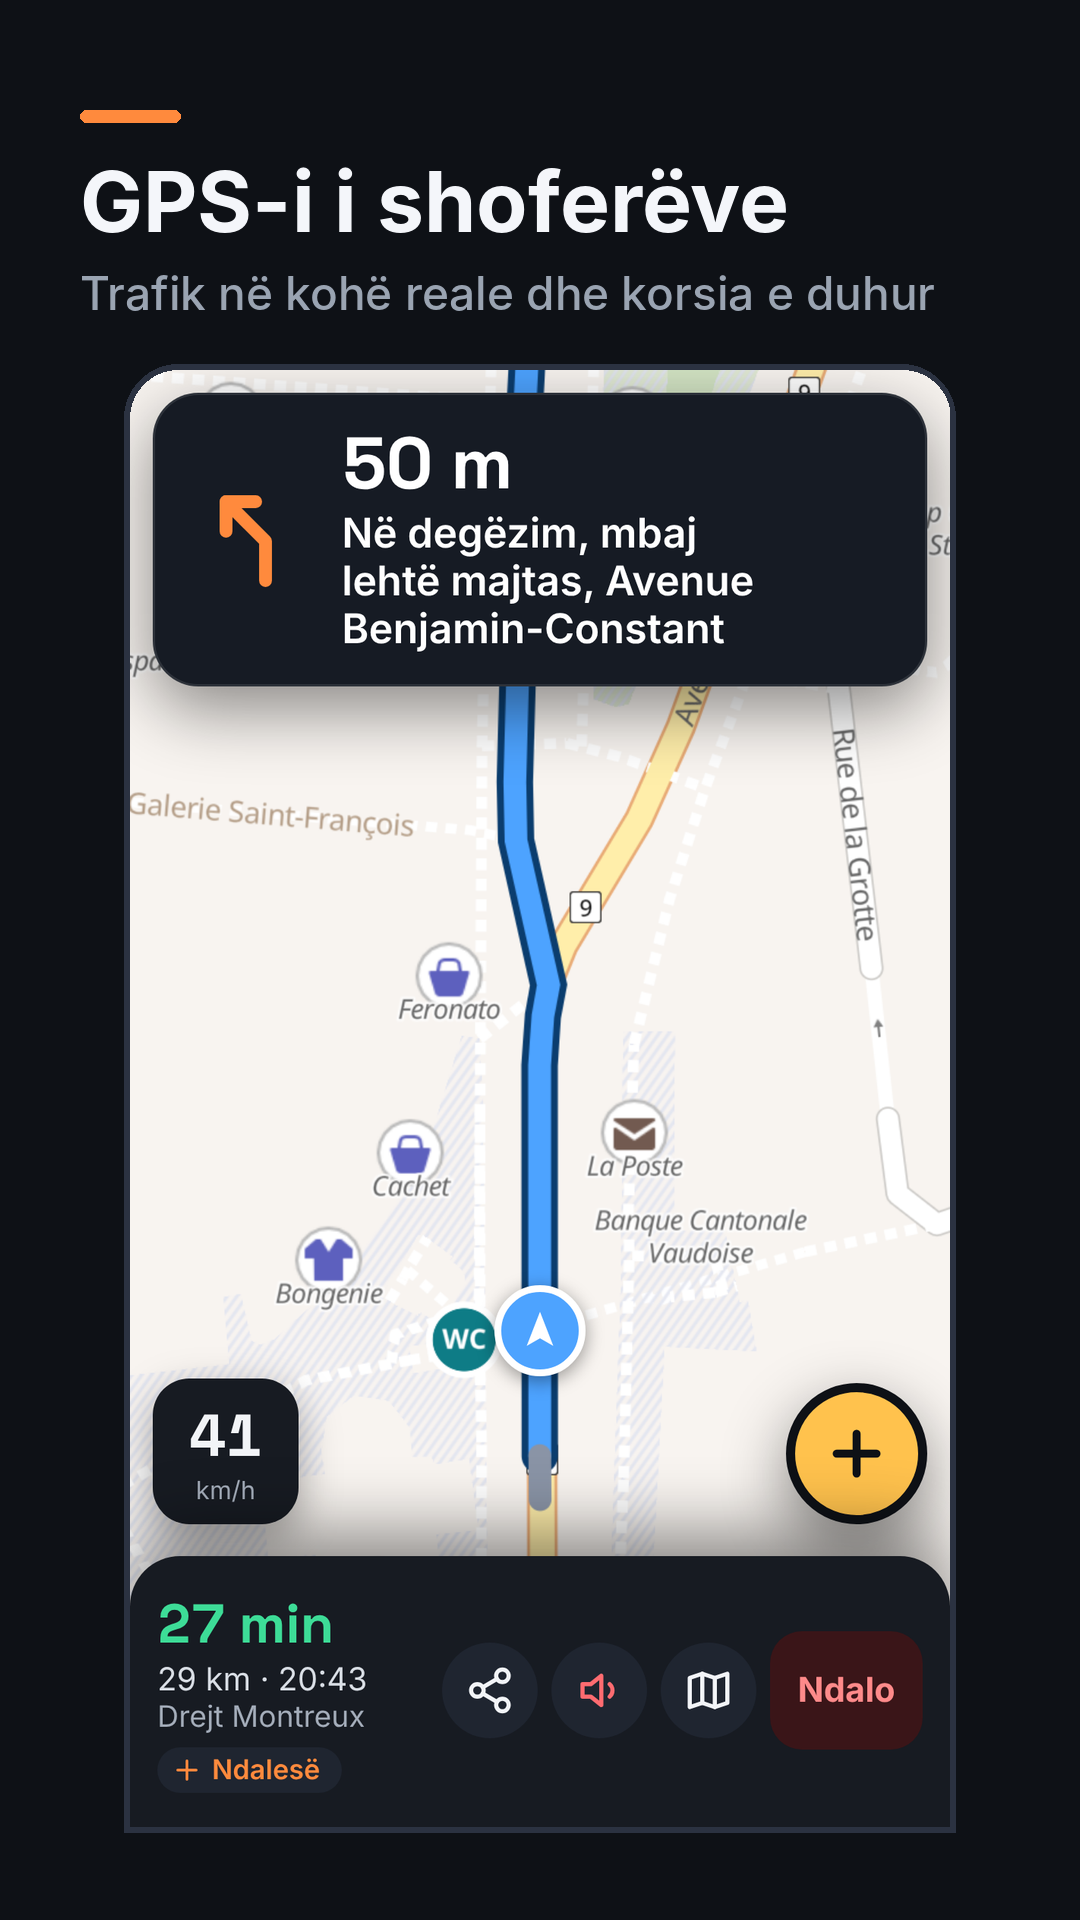 GPS-i i shoferëve
Trafik në kohë reale dhe korsia e duhur
50 m
Në degëzim, mbaj
lehtë majtas, Avenue
Benjamin-Constant
Rue de la Grotte
Galerie Saint-François
9
Feronato
Cachet
La Poste
Banque Cantonale
Vaudoise
Bongenie
WC
41
km/h
27 min
29 km · 20:43
Drejt Montreux
+ Ndalesë
Ndalo